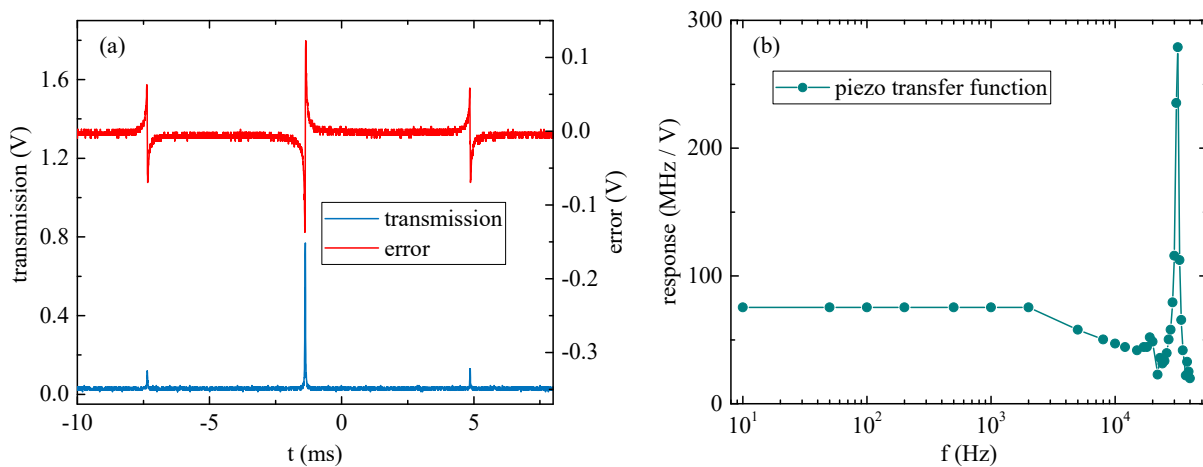 (a)
transmission (V)
1.6
1.2
0.8
0.4
0.0
0.1
0.0
-0.1
-0.2
-0.3
error (V)
transmission
error
-10
-5
0
5
t (ms)
(b)
response (MHz / V)
300
200
100
0
piezo transfer function
10¹
10²
10³
10⁴
f (Hz)